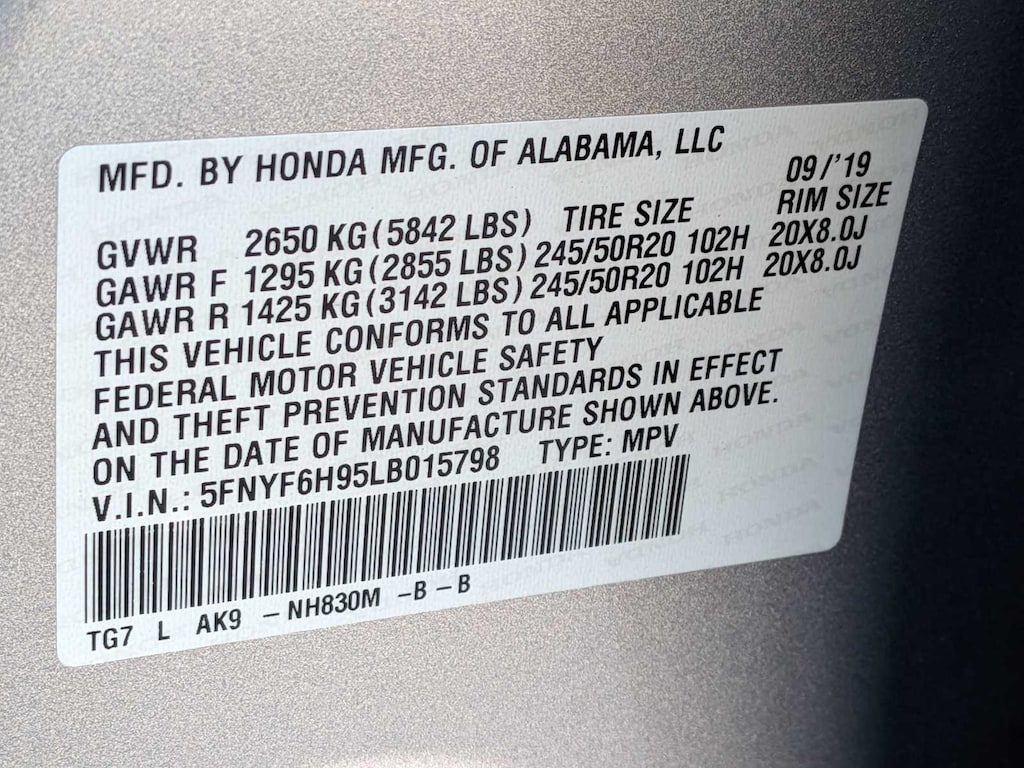 MFD. BY HONDA MFG. OF ALABAMA, LLC
09/'19
GVWR 2650 KG (5842 LBS) TIRE SIZE RIM SIZE
GAWR F 1295 KG (2855 LBS) 245/50R20 102H 20X8.0J
GAWR R 1425 KG (3142 LBS) 245/50R20 102H 20X8.0J
THIS VEHICLE CONFORMS TO ALL APPLICABLE
FEDERAL MOTOR VEHICLE SAFETY
AND THEFT PREVENTION STANDARDS IN EFFECT
ON THE DATE OF MANUFACTURE SHOWN ABOVE.
V.I.N.: 5FNYF6H95LB015798 TYPE: MPV
TG7 L AK9 -NH830M -B-B